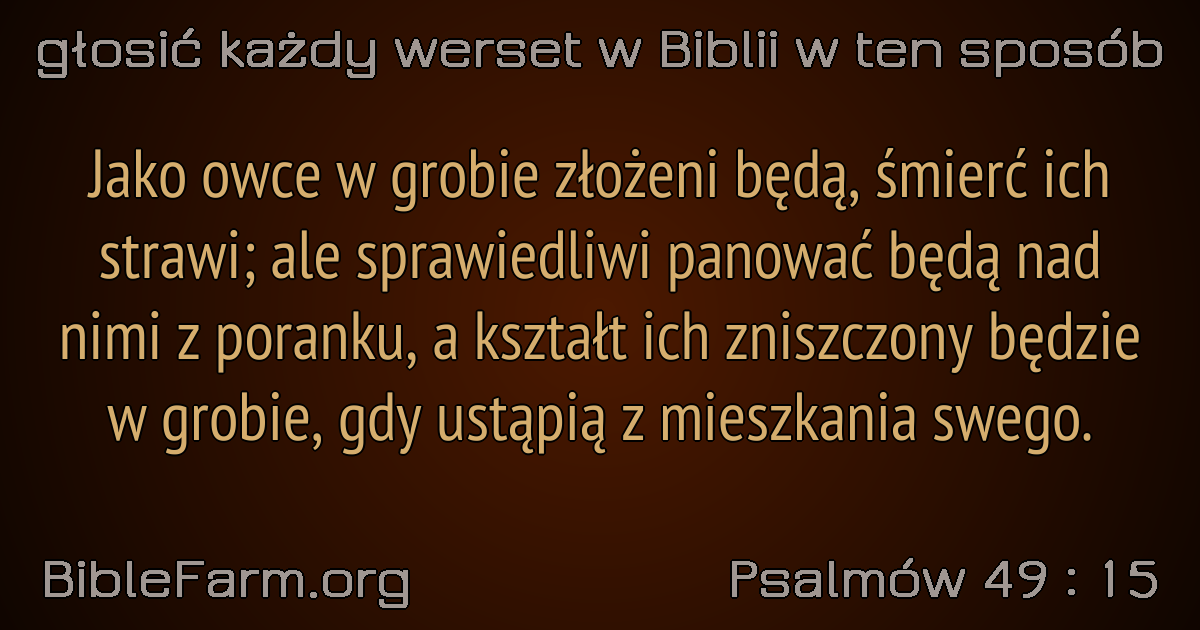 głosić każdy werset w Biblii w ten sposób
Jako owce w grobie złożeni będą, śmierć ich
strawi; ale sprawiedliwi panować będą nad
nimi z poranku, a kształt ich zniszczony będzie
w grobie, gdy ustąpią z mieszkania swego.
BibleFarm.org
Psalmów 49 : 15